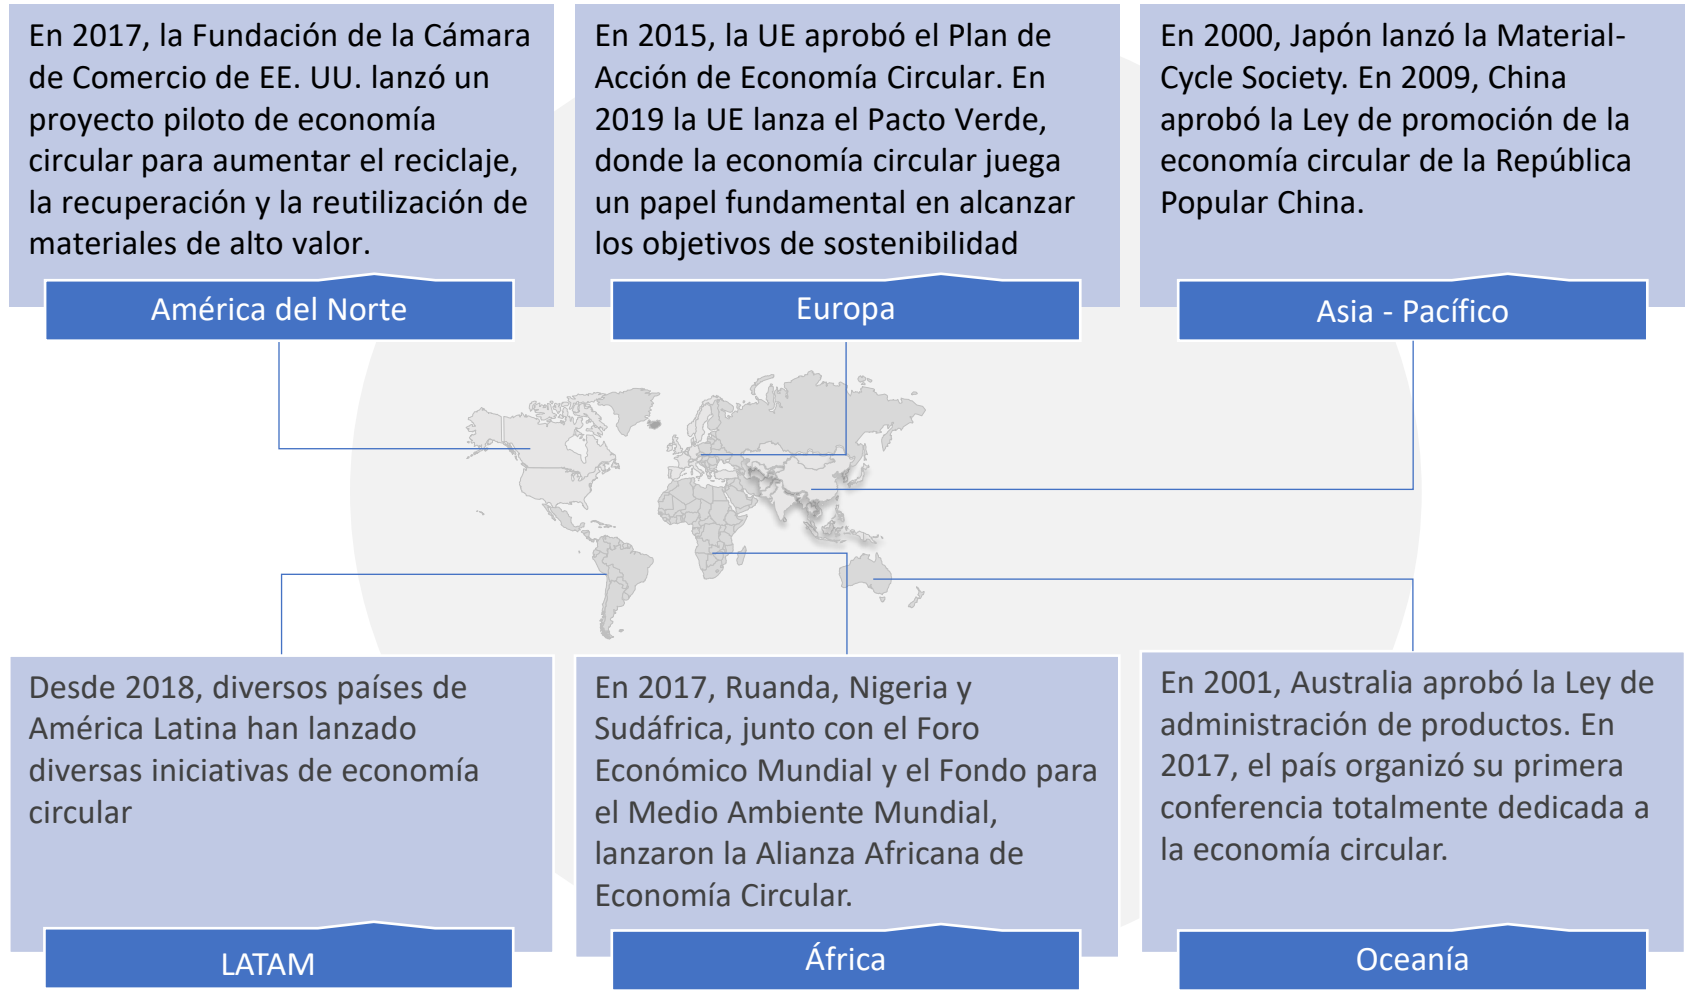 En 2017, la Fundación de la Cámara
de Comercio de EE. UU. lanzó un
proyecto piloto de economía
circular para aumentar el reciclaje,
la recuperación y la reutilización de
materiales de alto valor.
América del Norte
En 2015, la UE aprobó el Plan de
Acción de Economía Circular. En
2019 la UE lanza el Pacto Verde,
donde la economía circular juega
un papel fundamental en alcanzar
los objetivos de sostenibilidad
Europa
En 2000, Japón lanzó la Material-
Cycle Society. En 2009, China
aprobó la Ley de promoción de la
economía circular de la República
Popular China.
Asia - Pacífico
Desde 2018, diversos países de
América Latina han lanzado
diversas iniciativas de economía
circular
LATAM
En 2017, Ruanda, Nigeria y
Sudáfrica, junto con el Foro
Económico Mundial y el Fondo para
el Medio Ambiente Mundial,
lanzaron la Alianza Africana de
Economía Circular.
África
En 2001, Australia aprobó la Ley de
administración de productos. En
2017, el país organizó su primera
conferencia totalmente dedicada a
la economía circular.
Oceanía